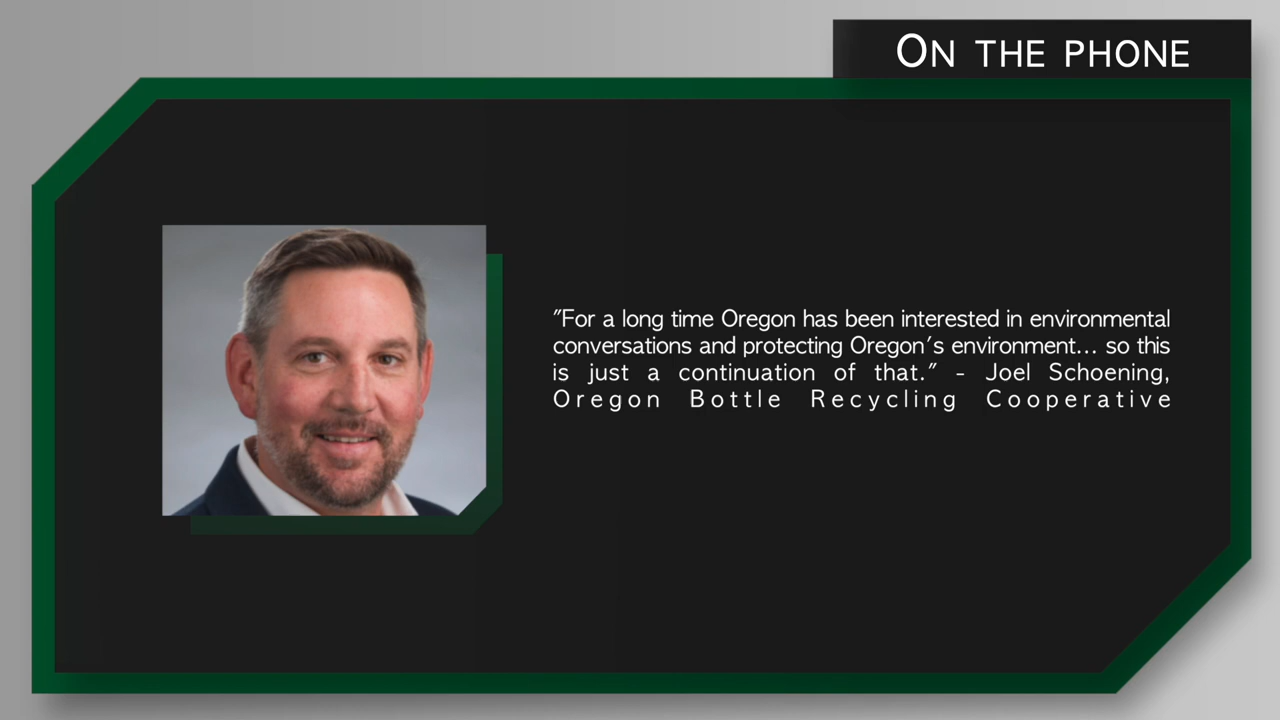 ON THE PHONE
"For a long time Oregon has been interested in environmental
conversations and protecting Oregon's environment... so this
is just a continuation of that." - Joel Schoening,
Oregon Bottle Recycling Cooperative